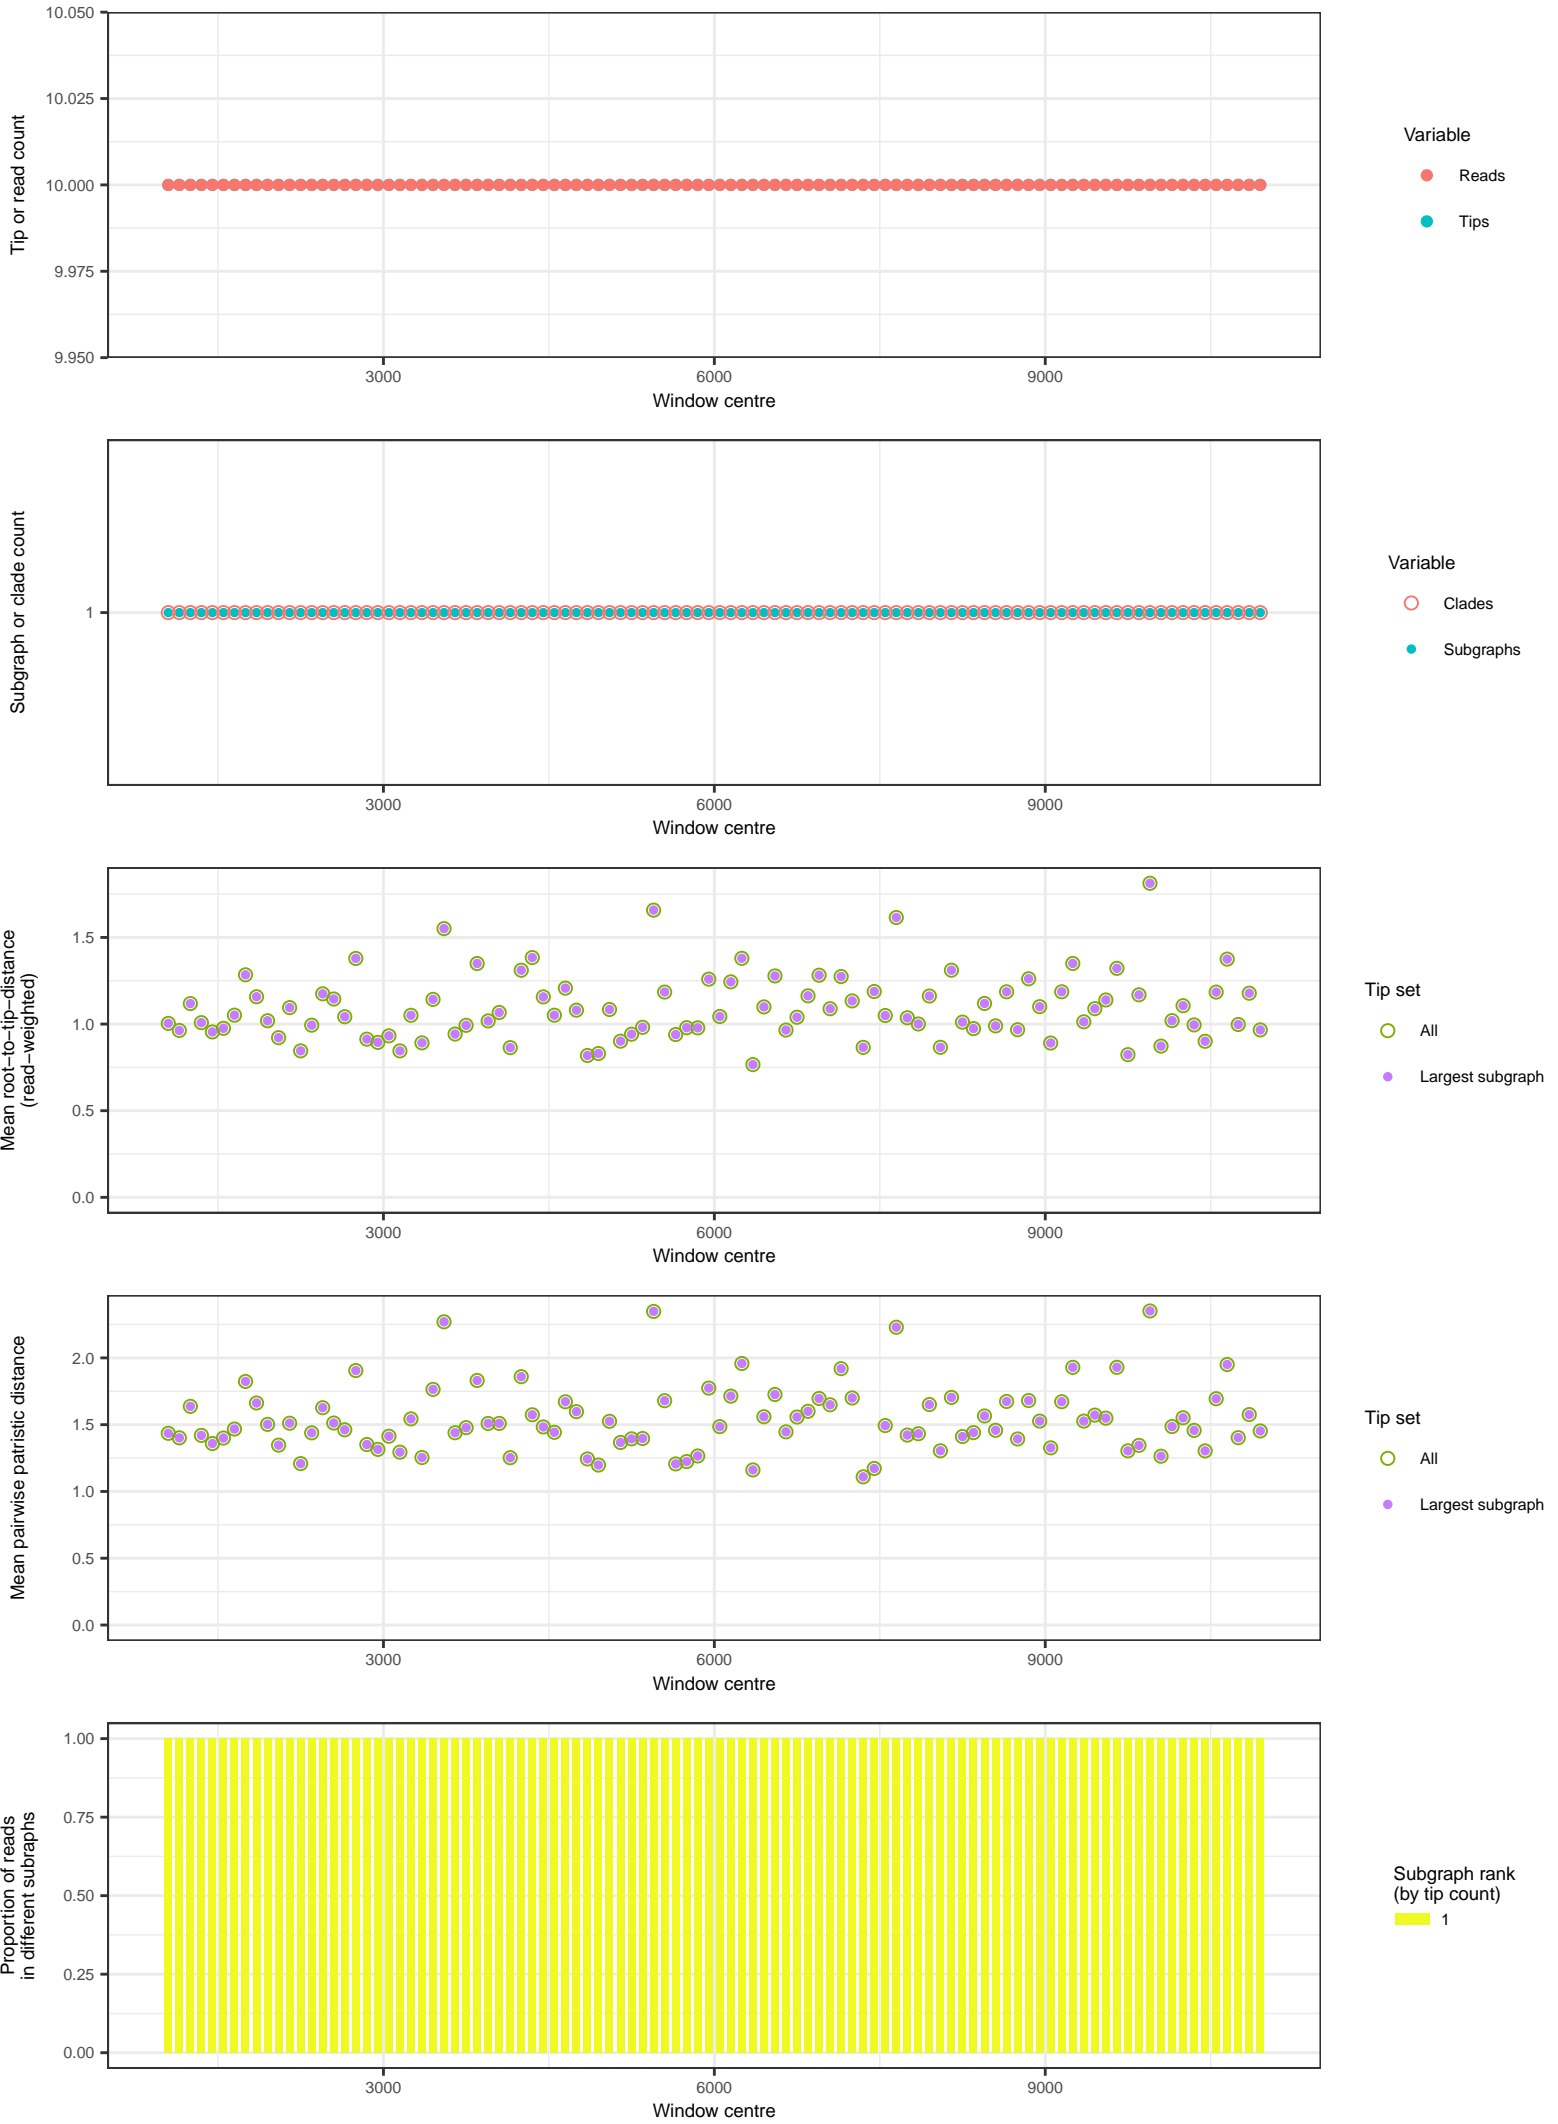 10.050
10.025
10.000
9.975
9.950
Tip or read count
3000 6000 9000
Window centre
Variable
Reads
Tips
1
Subgraph or clade count
3000 6000 9000
Window centre
Variable
Clades
Subgraphs
1.5
1.0
0.5
0.0
Mean root−to−tip−distance
(read−weighted)
3000 6000 9000
Window centre
Tip set
All
Largest subgraph
2.0
1.5
1.0
0.5
0.0
Mean pairwise patristic distance
3000 6000 9000
Window centre
Tip set
All
Largest subgraph
1.00
0.75
0.50
0.25
0.00
Proportion of reads
in different subraphs
3000 6000 9000
Window centre
Subgraph rank
(by tip count)
1